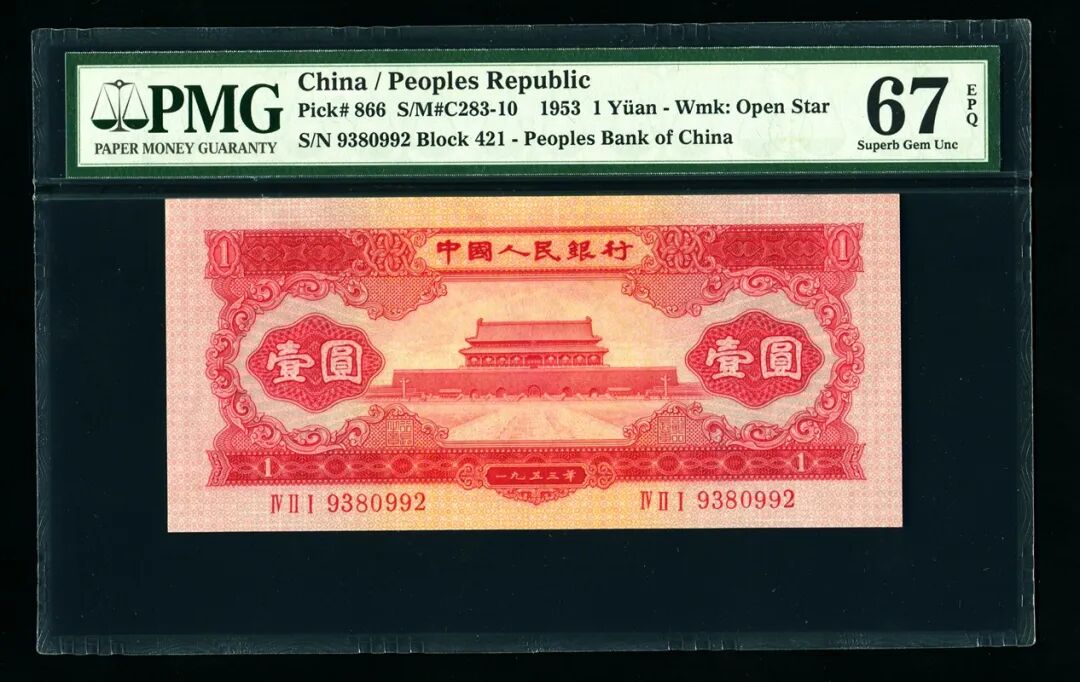 PMG
PAPER MONEY GUARANTY
China / Peoples Republic
Pick# 866 S/M#C283-10 1953 1 Yüan - Wmk: Open Star
S/N 9380992 Block 421 - Peoples Bank of China
67
EPQ
Superb Gem Unc
1
中國人民銀行
1
壹圓
壹圓
1
一九五三年
1
IV II I 9380992
IV II I 9380992